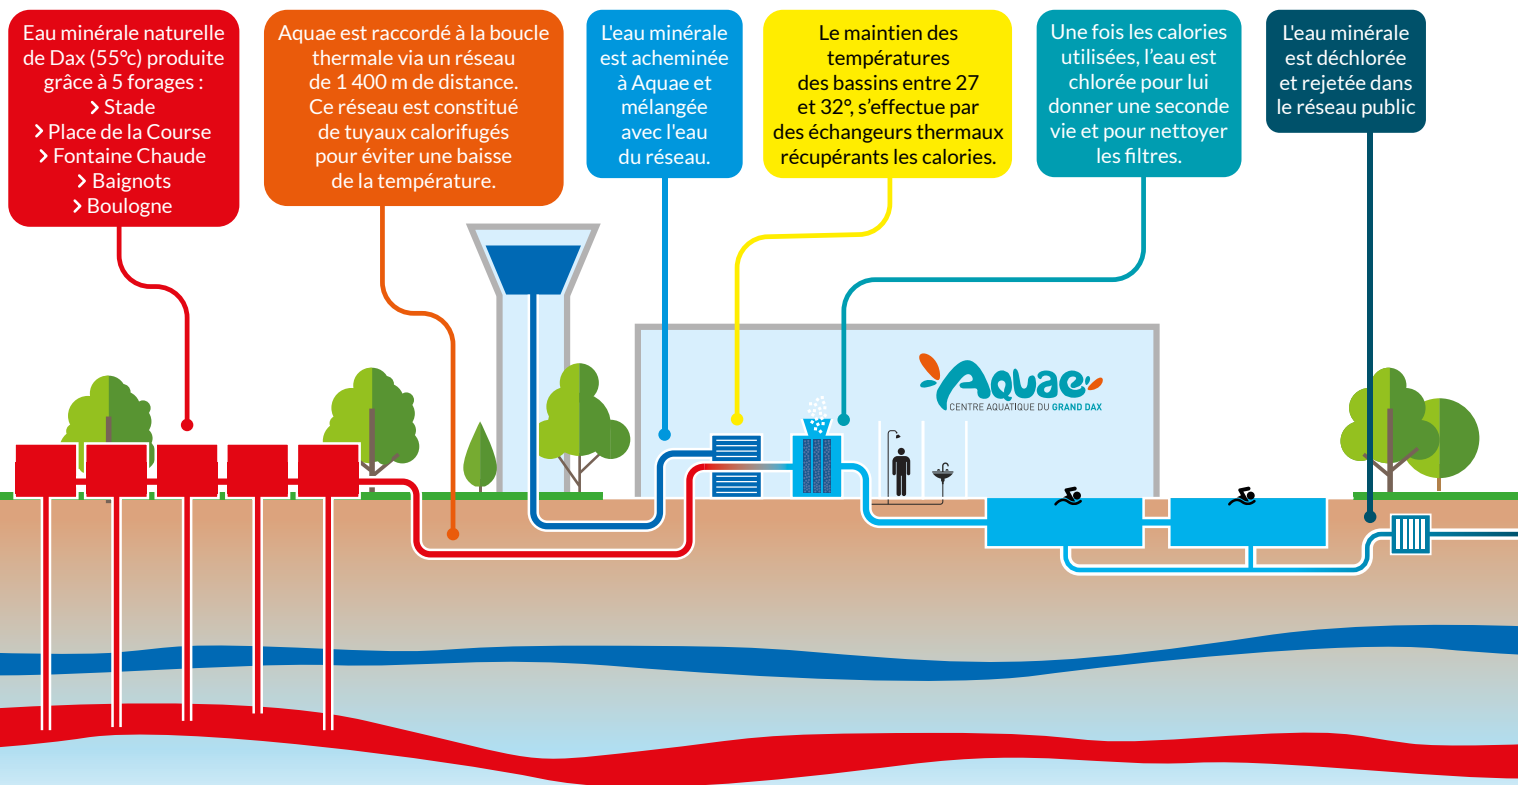 Eau minérale naturelle
de Dax (55°c) produite
grâce à 5 forages :
> Stade
> Place de la Course
> Fontaine Chaude
> Baignots
> Boulogne
Aquae est raccordé à la boucle
thermale via un réseau
de 1 400 m de distance.
Ce réseau est constitué
de tuyaux calorifugés
pour éviter une baisse
de la température.
L'eau minérale
est acheminée
à Aquae et
mélangée
avec l'eau
du réseau.
Le maintien des
températures
des bassins entre 27
et 32°, s'effectue par
des échangeurs thermaux
récupérants les calories.
Une fois les calories
utilisées, l'eau est
chlorée pour lui
donner une seconde
vie et pour nettoyer
les filtres.
L'eau minérale
est déchlorée
et rejetée dans
le réseau public
Aquae
CENTRE AQUATIQUE DU GRAND DAX